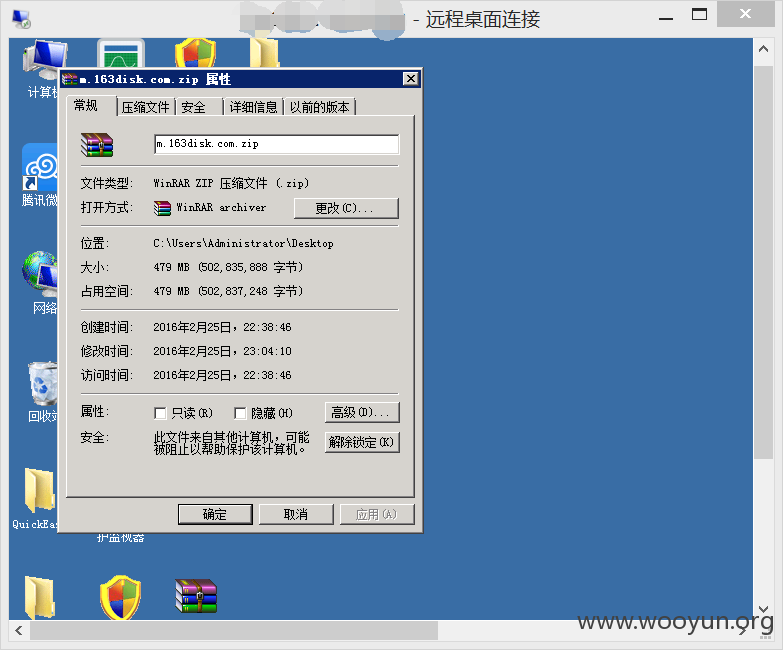 - 远程桌面连接
计算机
m.163disk.com.zip 属性
常规
压缩文件
安全
详细信息
以前的版本
m.163disk.com.zip
文件类型: WinRAR ZIP 压缩文件 (.zip)
打开方式: WinRAR archiver 更改(C)...
腾讯微
位置: C:\Users\Administrator\Desktop
大小: 479 MB (502,835,888 字节)
占用空间: 479 MB (502,837,248 字节)
网络
创建时间: 2016年2月25日，22:38:46
修改时间: 2016年2月25日，23:04:10
访问时间: 2016年2月25日，22:38:46
属性: 只读(R) 隐藏(H) 高级(D)...
回收站
安全: 此文件来自其他计算机，可能
被阻止以帮助保护该计算机。
解除锁定(K)
确定 取消 应用(A)
QuickEas
护监视器
www.wooyun.org